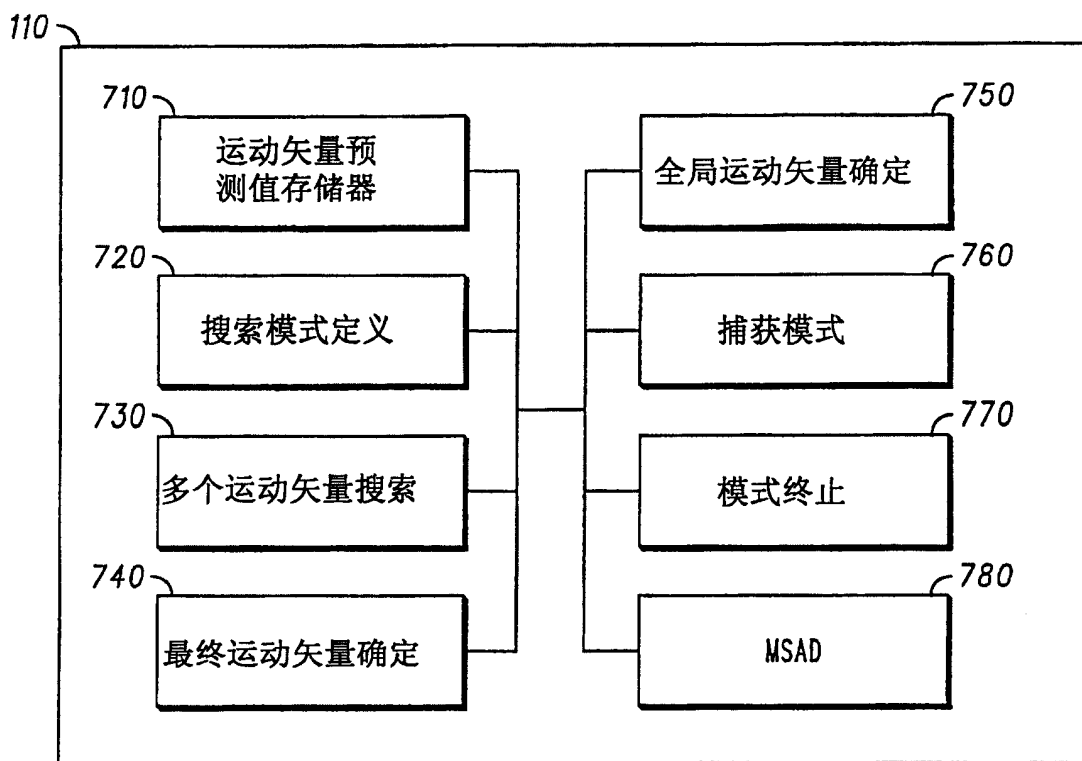 110
710
运动矢量预
测值存储器
720
搜索模式定义
730
多个运动矢量搜索
740
最终运动矢量确定
750
全局运动矢量确定
760
捕获模式
770
模式终止
780
MSAD